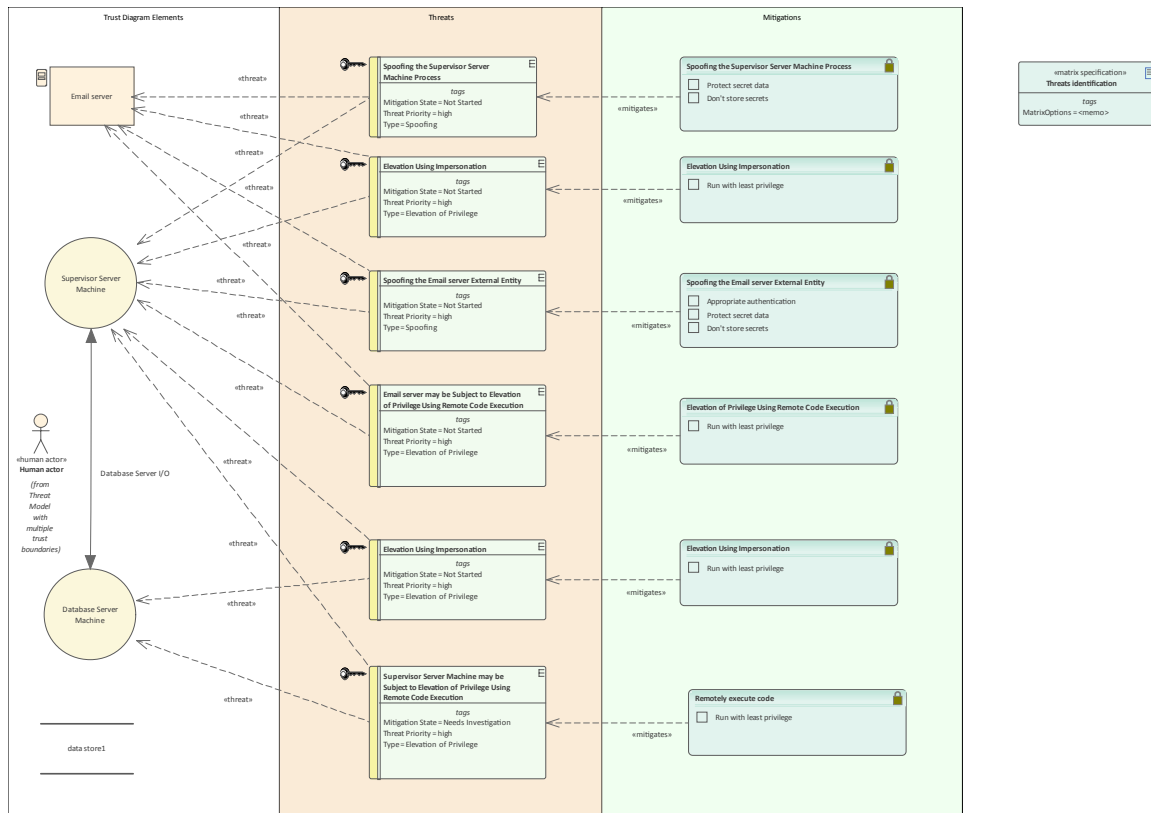 Trust Diagram Elements
Threats
Mitigations
Email server
Supervisor Server
Machine
«human actor»
Human actor
(from
Threat
Model
with
multiple
trust
boundaries)
Database Server I/O
Database Server
Machine
data store1
«threat»
«threat»
«threat»
«threat»
«threat»
«threat»
«threat»
«threat»
«threat»
«threat»
«threat»
Spoofing the Supervisor Server
Machine Process
tags
Mitigation State = Not Started
Threat Priority = high
Type = Spoofing
Elevation Using Impersonation
tags
Mitigation State = Not Started
Threat Priority = high
Type = Elevation of Privilege
Spoofing the Email server External Entity
tags
Mitigation State = Not Started
Threat Priority = high
Type = Spoofing
Email server may be Subject to Elevation
of Privilege Using Remote Code Execution
tags
Mitigation State = Not Started
Threat Priority = high
Type = Elevation of Privilege
Elevation Using Impersonation
tags
Mitigation State = Not Started
Threat Priority = high
Type = Elevation of Privilege
Supervisor Server Machine may be
Subject to Elevation of Privilege Using
Remote Code Execution
tags
Mitigation State = Needs Investigation
Threat Priority = high
Type = Elevation of Privilege
«mitigates»
«mitigates»
«mitigates»
«mitigates»
«mitigates»
«mitigates»
Spoofing the Supervisor Server Machine Process
Protect secret data
Don't store secrets
Elevation Using Impersonation
Run with least privilege
Spoofing the Email server External Entity
Appropriate authentication
Protect secret data
Don't store secrets
Elevation of Privilege Using Remote Code Execution
Run with least privilege
Elevation Using Impersonation
Run with least privilege
Remotely execute code
Run with least privilege
«matrix specification»
Threats identification
tags
MatrixOptions = <memo>